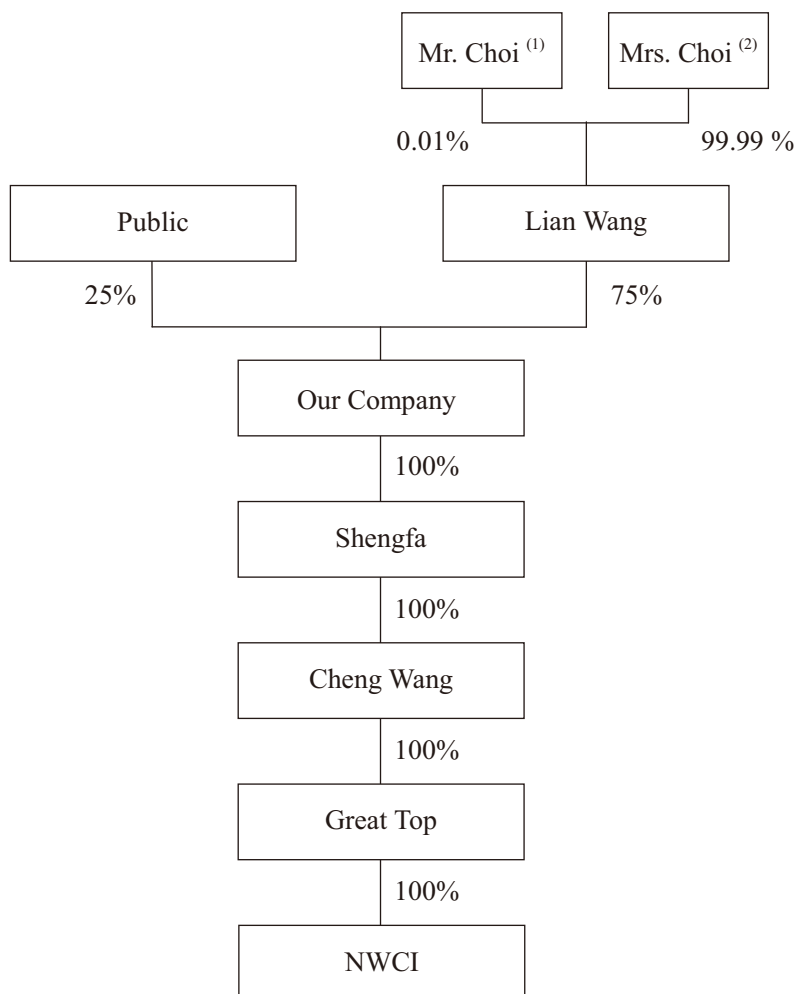 Mr. Choi (1)
Mrs. Choi (2)
0.01%
99.99 %
Public
Lian Wang
25%
75%
Our Company
100%
Shengfa
100%
Cheng Wang
100%
Great Top
100%
NWCI